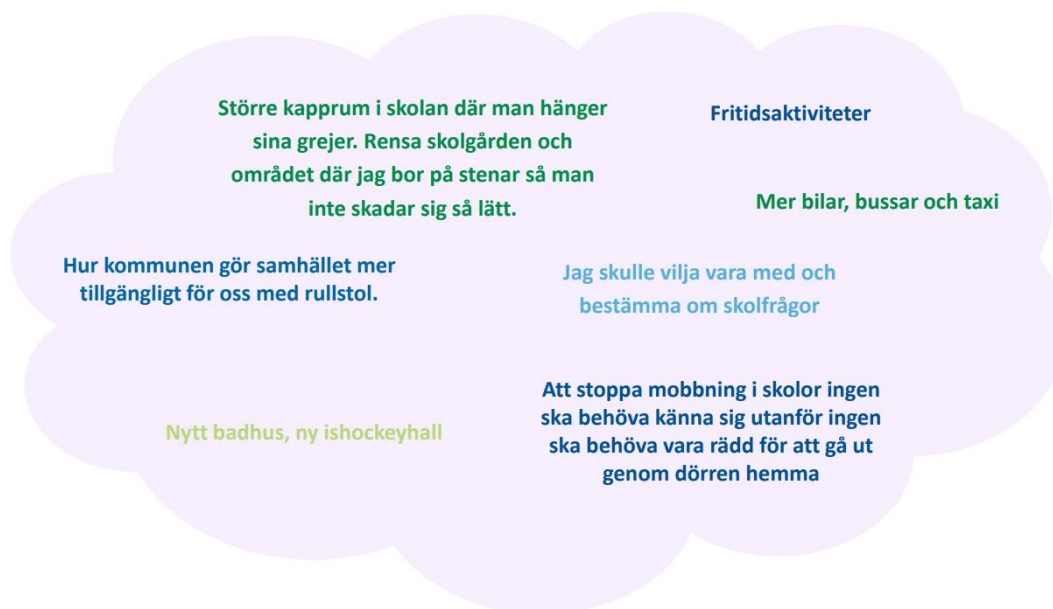 Större kapprum i skolan där man hänger
sina grejer. Rensa skolgården och
området där jag bor på stenar så man
inte skadar sig så lätt.
Fritidsaktiviteter
Mer bilar, bussar och taxi
Hur kommunen gör samhället mer
tillgängligt för oss med rullstol.
Jag skulle vilja vara med och
bestämma om skolfrågor
Nytt badhus, ny ishockeyhall
Att stoppa mobbning i skolor ingen
ska behöva känna sig utanför ingen
ska behöva vara rädd för att gå ut
genom dörren hemma